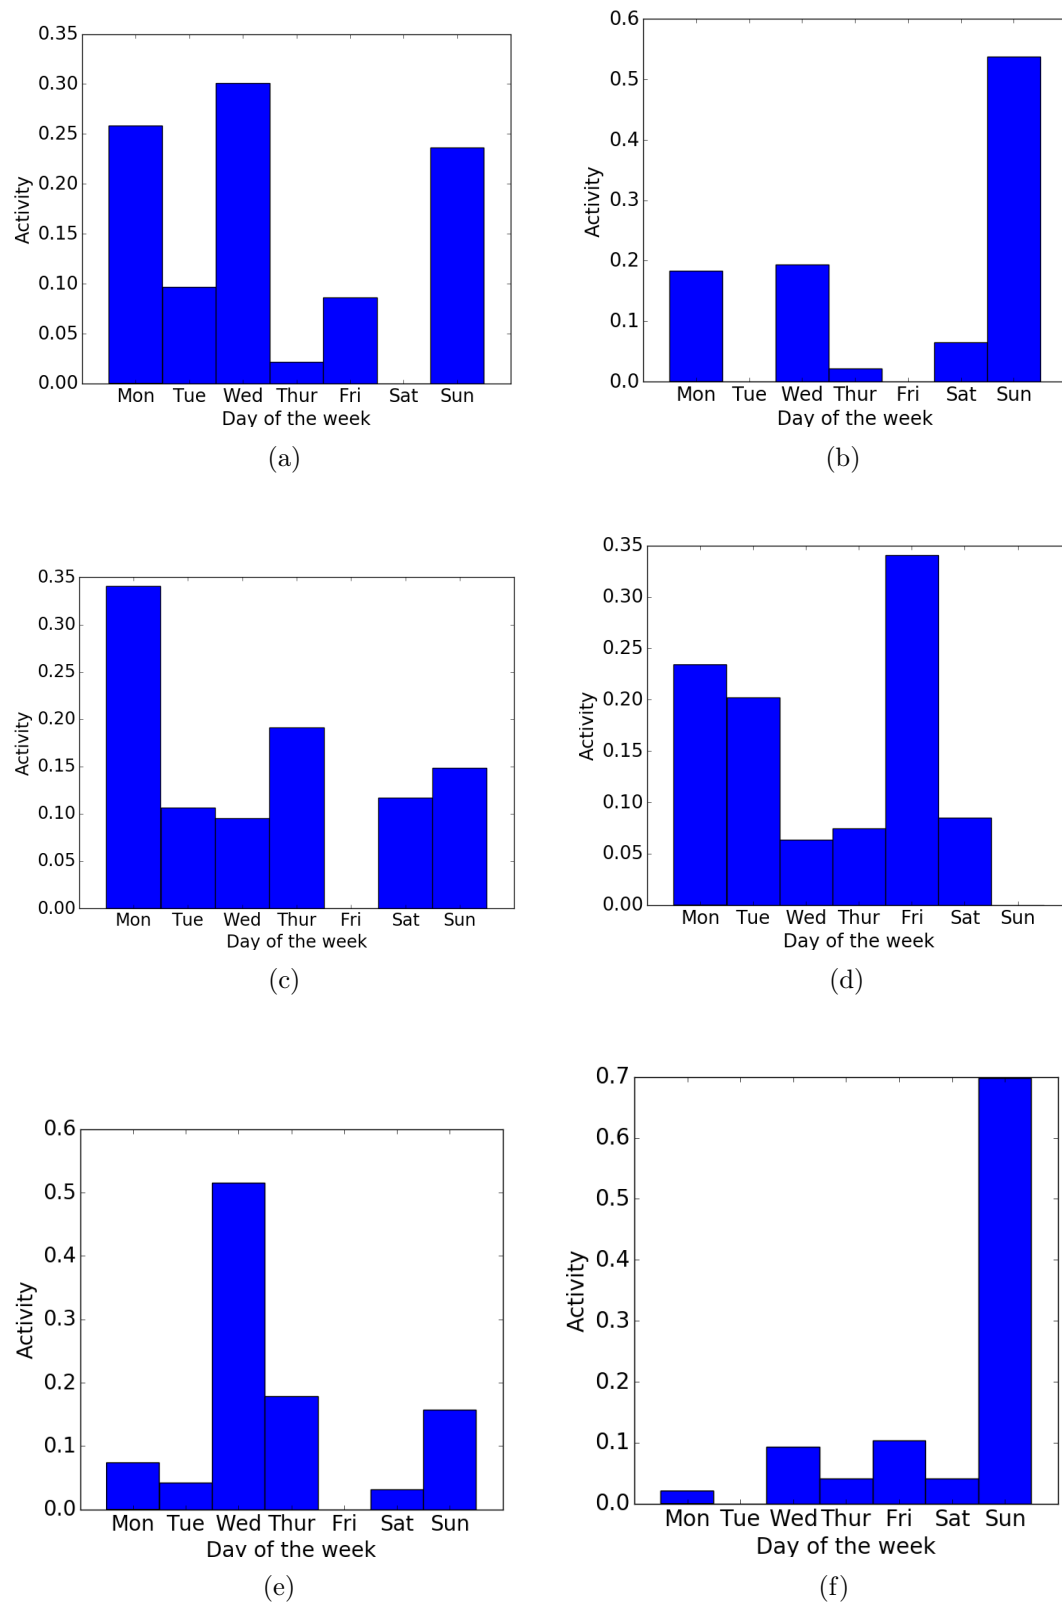 0.35
0.30
0.25
0.20
0.15
0.10
0.05
0.00
Activity
Mon Tue Wed Thur Fri Sat Sun
Day of the week
(a)
0.6
0.5
0.4
0.3
0.2
0.1
0.0
Activity
Mon Tue Wed Thur Fri Sat Sun
Day of the week
(b)
0.35
0.30
0.25
0.20
0.15
0.10
0.05
0.00
Activity
Mon Tue Wed Thur Fri Sat Sun
Day of the week
(c)
0.35
0.30
0.25
0.20
0.15
0.10
0.05
0.00
Activity
Mon Tue Wed Thur Fri Sat Sun
Day of the week
(d)
0.6
0.5
0.4
0.3
0.2
0.1
0.0
Activity
Mon Tue Wed Thur Fri Sat Sun
Day of the week
(e)
0.7
0.6
0.5
0.4
0.3
0.2
0.1
0.0
Activity
Mon Tue Wed Thur Fri Sat Sun
Day of the week
(f)